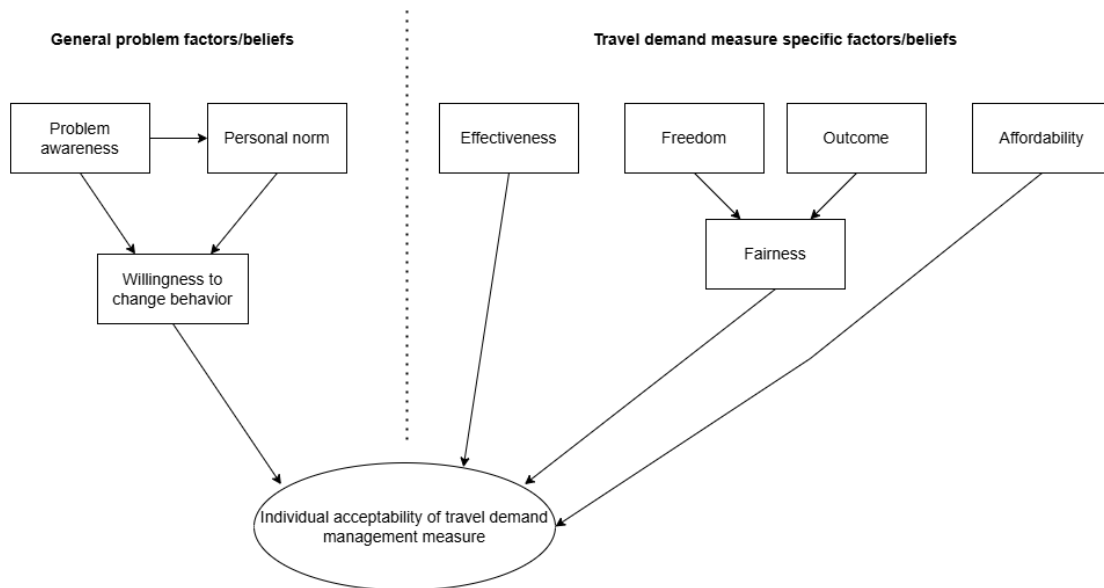 General problem factors/beliefs
Travel demand measure specific factors/beliefs
Problem
awareness
Personal norm
Effectiveness
Freedom
Outcome
Affordability
Willingness to
change behavior
Fairness
Individual acceptability of travel demand
management measure